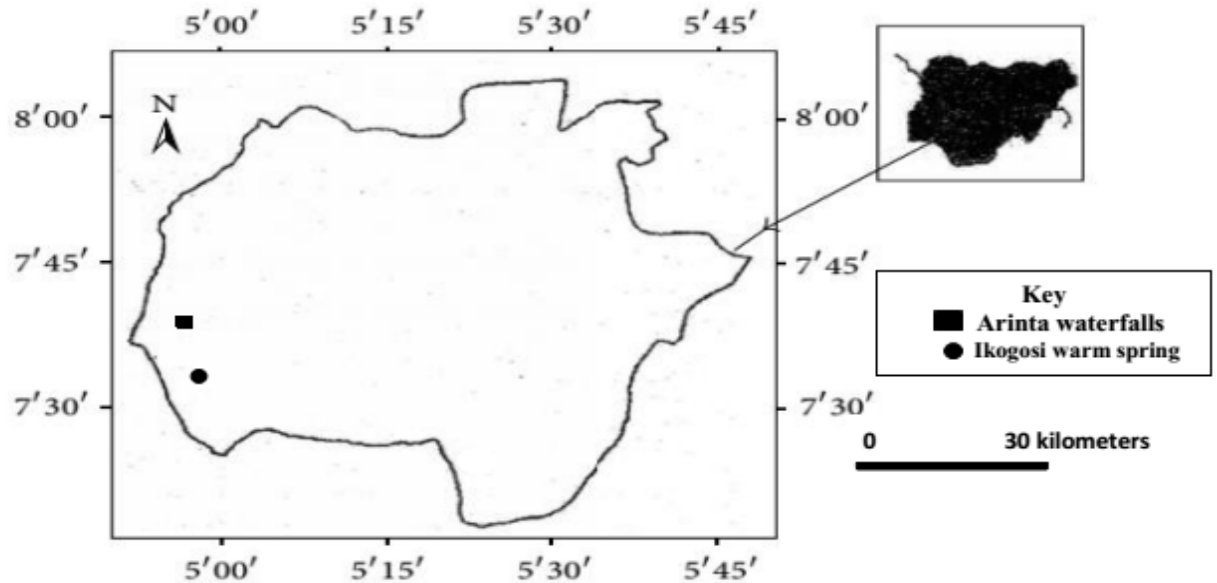 5′00′ 5′15′ 5′30′ 5′45′
N
8′00′ 8′00′
7′45′ 7′45′
Key
Arinta waterfalls
Ikogosi warm spring
7′30′ 7′30′
0 30 kilometers
5′00′ 5′15′ 5′30′ 5′45′